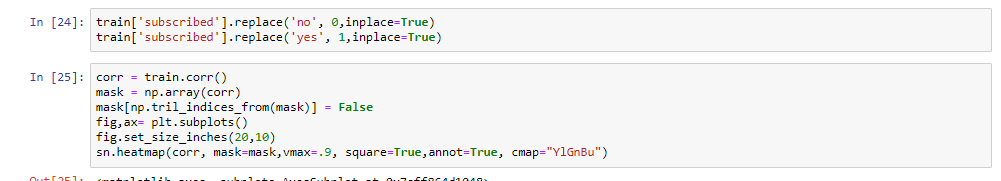 In [24]: train['subscribed'].replace('no', 0,inplace=True)
train['subscribed'].replace('yes', 1,inplace=True)
In [25]: corr = train.corr()
mask = np.array(corr)
mask[np.tril_indices_from(mask)] = False
fig,ax= plt.subplots()
fig.set_size_inches(20,10)
sn.heatmap(corr, mask=mask,vmax=.9, square=True,annot=True, cmap="YlGnBu")